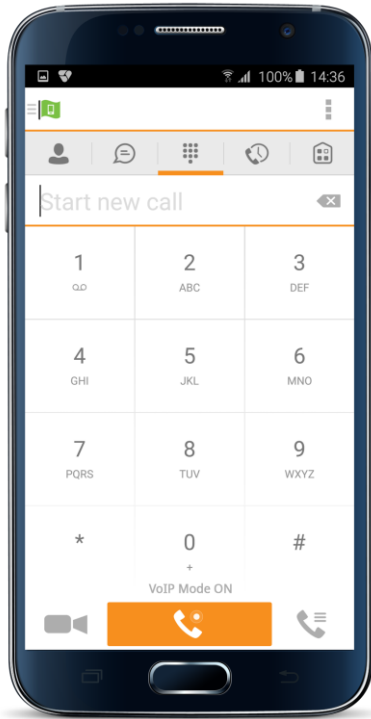 100% 14:36
Start new call
1 2 3
ABC DEF
4 5 6
GHI JKL MNO
7 8 9
PQRS TUV WXYZ
* 0 #
+
VoIP Mode ON